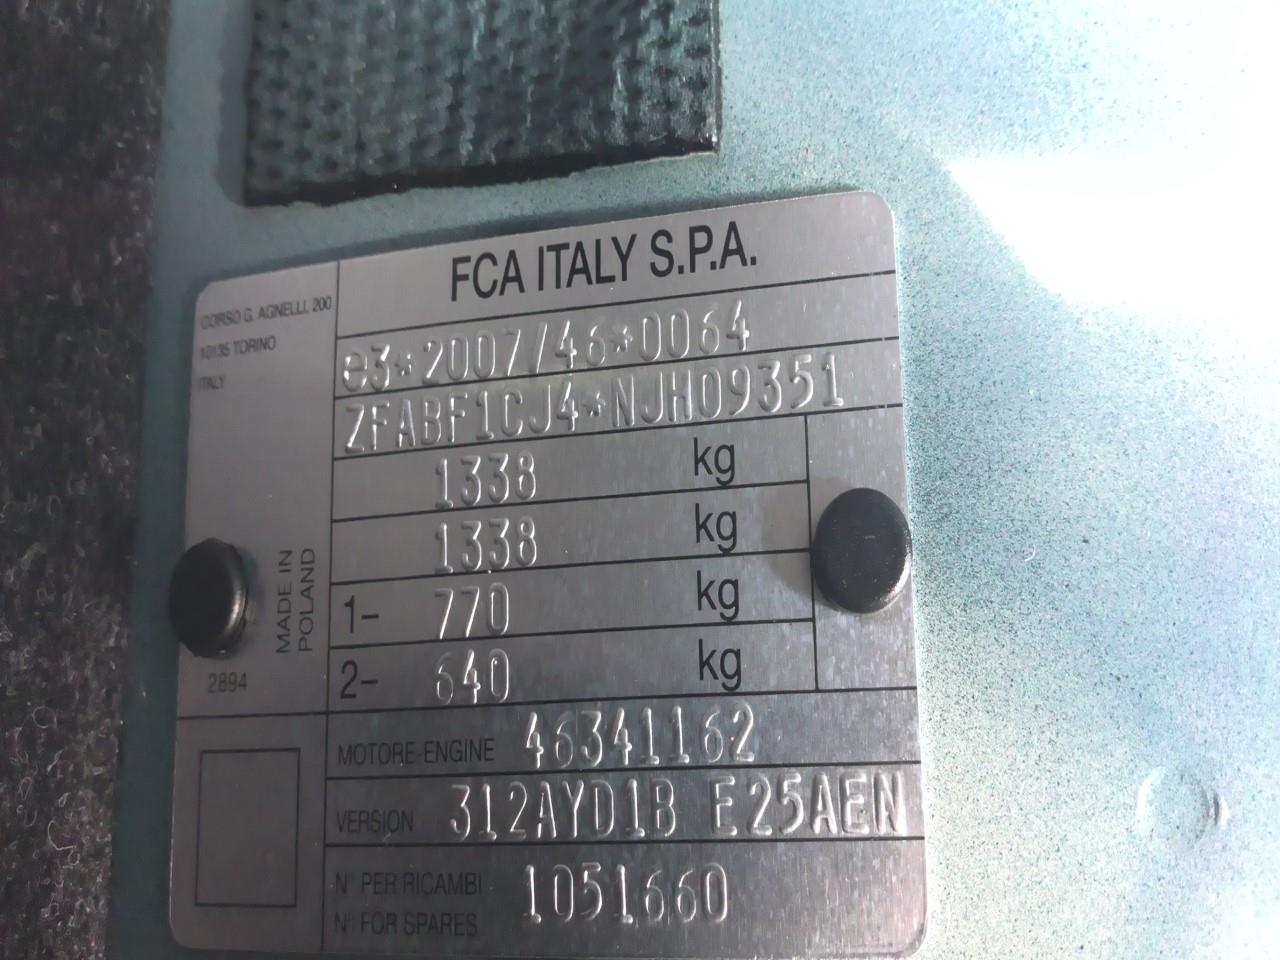 FCA ITALY S.P.A.
CORSO G. AGNELLI, 200
10135 TORINO
ITALY
e3*2007/46*0064
ZFABF1CJ4*NJH09351
1338 kg
1338 kg
1- 770 kg
2- 640 kg
MADE IN
POLAND
2894
MOTORE-ENGINE 46341162
VERSION 312AYD1B E25AEN
N° PER RICAMBI
N° FOR SPARES
1051660